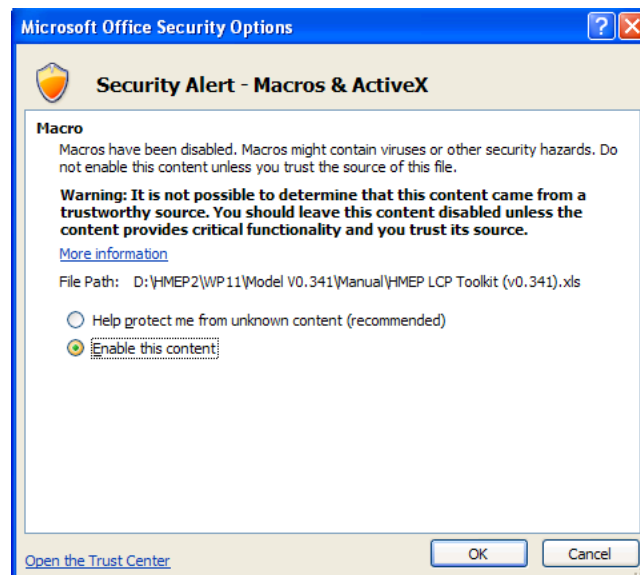 Microsoft Office Security Options
Security Alert - Macros & ActiveX
Macro
Macros have been disabled. Macros might contain viruses or other security hazards. Do
not enable this content unless you trust the source of this file.
Warning: It is not possible to determine that this content came from a
trustworthy source. You should leave this content disabled unless the
content provides critical functionality and you trust its source.
More information
File Path: D:\HMEP2\WP11\Model V0.341\Manual\HMEP LCP Toolkit (v0.341).xls
Help protect me from unknown content (recommended)
Enable this content
Open the Trust Center
OK
Cancel